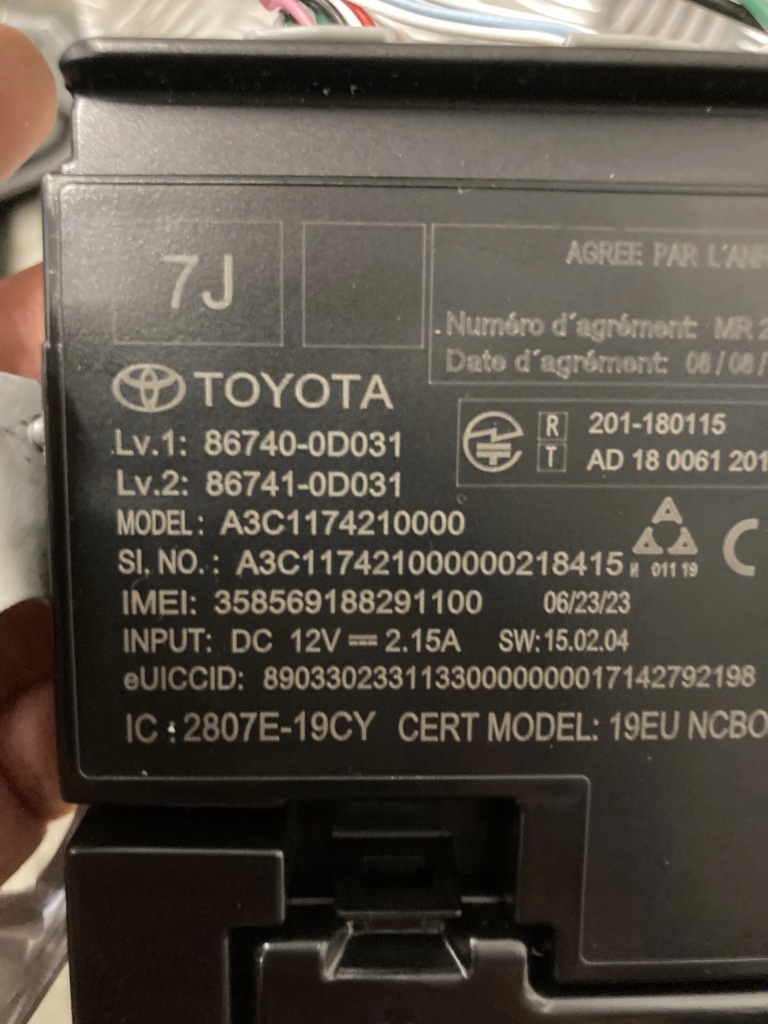 7J
AGREE PAR L'ANF
Numéro d'agrément: MR 2
Date d'agrément: 08/08/
TOYOTA
Lv.1: 86740-0D031
Lv.2: 86741-0D031
R 201-180115
T AD 18 0061 201
MODEL: A3C1174210000
SI. NO.: A3C117421000000218415
И 011 19
IMEI: 358569188291100 06/23/23
INPUT: DC 12V ⎓ 2.15A SW:15.02.04
eUICCID: 89033023311330000000017142792198
IC : 2807E-19CY CERT MODEL: 19EU NCBO